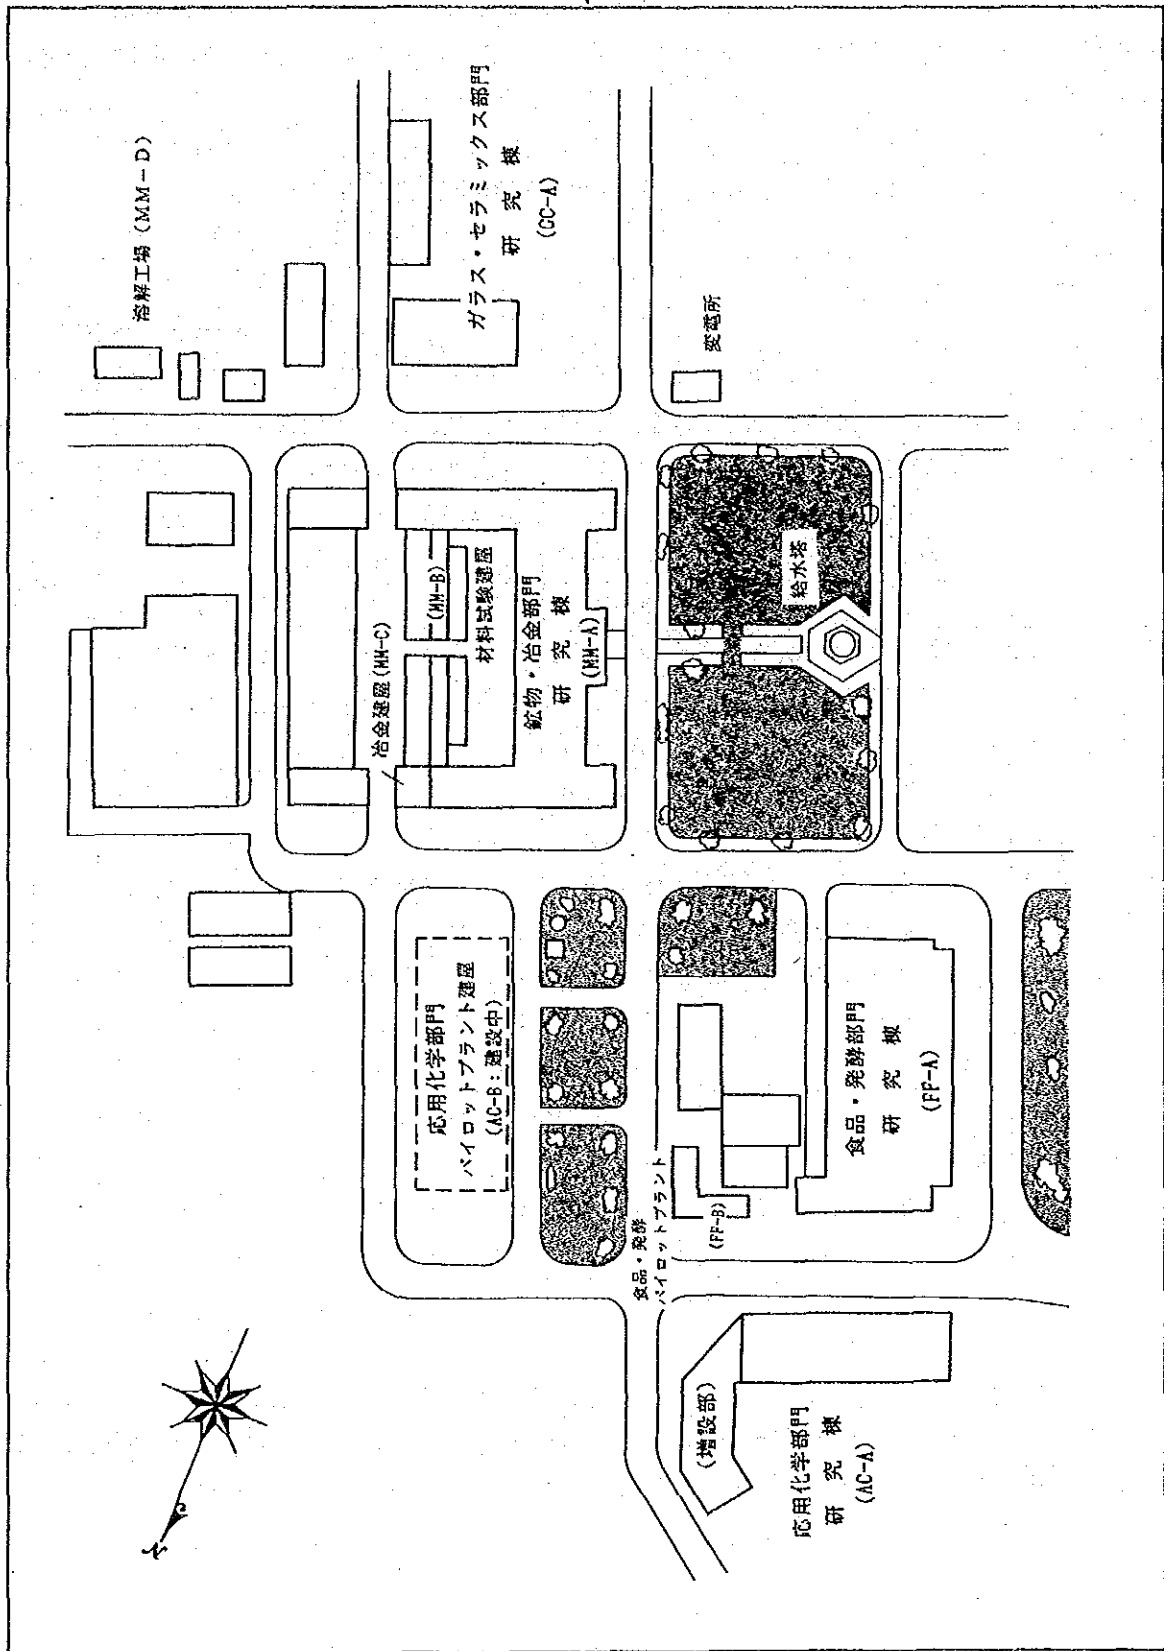 溶解工場 (MM-D)
ガラス・セラミックス部門
研究棟
(GC-A)
変電所
冶金建屋 (MM-C)
(MM-B)
材料試験建屋
鉱物・冶金部門
研究棟
(MM-A)
給水塔
応用化学部門
パイロットプラント建屋
(AC-B:建設中)
食品・発酵
パイロットプラント
(FF-B)
食品・発酵部門
研究棟
(FF-A)
(増設部)
応用化学部門
研究棟
(AC-A)
N